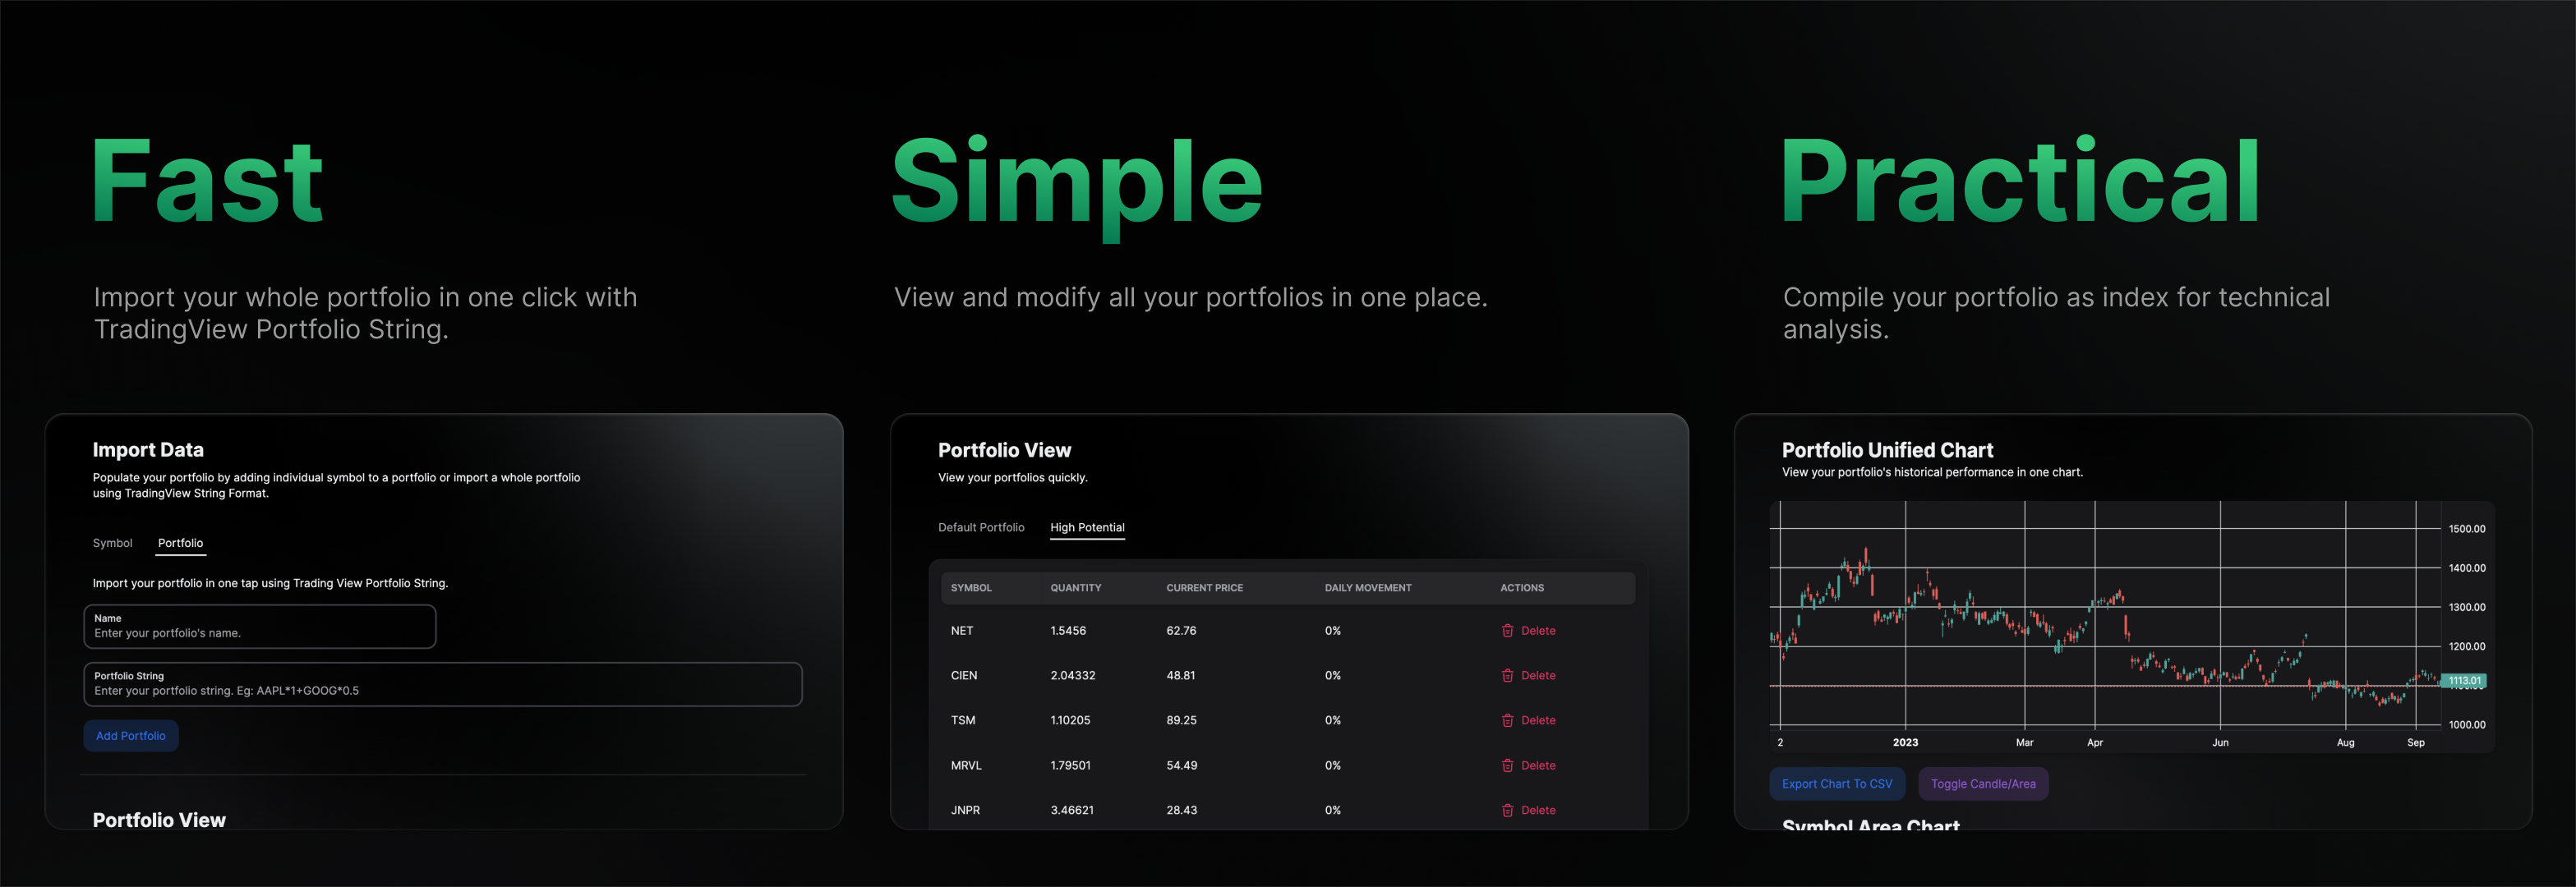 Fast
Import your whole portfolio in one click with
TradingView Portfolio String.
Import Data
Populate your portfolio by adding individual symbol to a portfolio or import a whole portfolio
using TradingView String Format.
Symbol Portfolio
Import your portfolio in one tap using Trading View Portfolio String.
Name
Enter your portfolio's name.
Portfolio String
Enter your portfolio string. Eg: AAPL*1+GOOG*0.5
Add Portfolio
Portfolio View
Simple
View and modify all your portfolios in one place.
Portfolio View
View your portfolios quickly.
Default Portfolio High Potential
SYMBOL QUANTITY CURRENT PRICE DAILY MOVEMENT ACTIONS
NET 1.5456 62.76 0% Delete
CIEN 2.04332 48.81 0% Delete
TSM 1.10205 89.25 0% Delete
MRVL 1.79501 54.49 0% Delete
JNPR 3.46621 28.43 0% Delete
Practical
Compile your portfolio as index for technical
analysis.
Portfolio Unified Chart
View your portfolio's historical performance in one chart.
1500.00
1400.00
1300.00
1200.00
1113.01
1000.00
2 2023 Mar Apr Jun Aug Sep
Export Chart To CSV Toggle Candle/Area
Symbol Area Chart